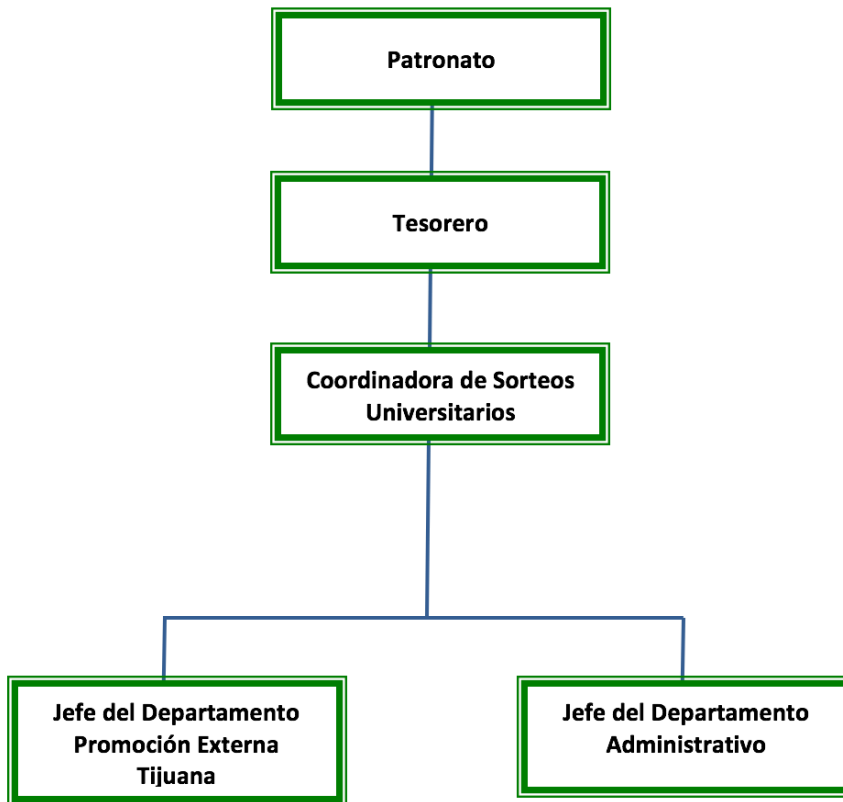 Patronato
Tesorero
Coordinadora de Sorteos
Universitarios
Jefe del Departamento
Promoción Externa
Tijuana
Jefe del Departamento
Administrativo